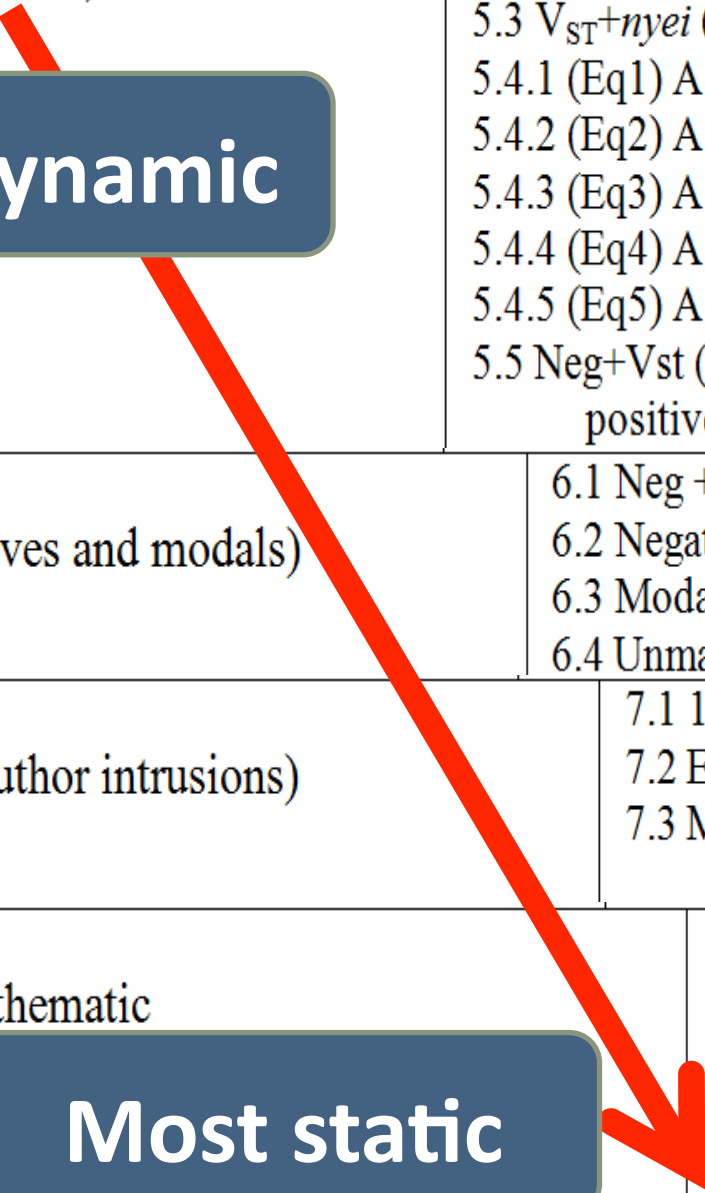 5.3 V_ST+nyei (
5.4.1 (Eq1) A
5.4.2 (Eq2) A
5.4.3 (Eq3) A
5.4.4 (Eq4) A
5.4.5 (Eq5) A
5.5 Neg+Vst (
positiv
ynamic
6.1 Neg +
6.2 Negat
6.3 Moda
6.4 Unma
ves and modals)
7.1 1
7.2 E
7.3 M
uthor intrusions)
thematic
Most static